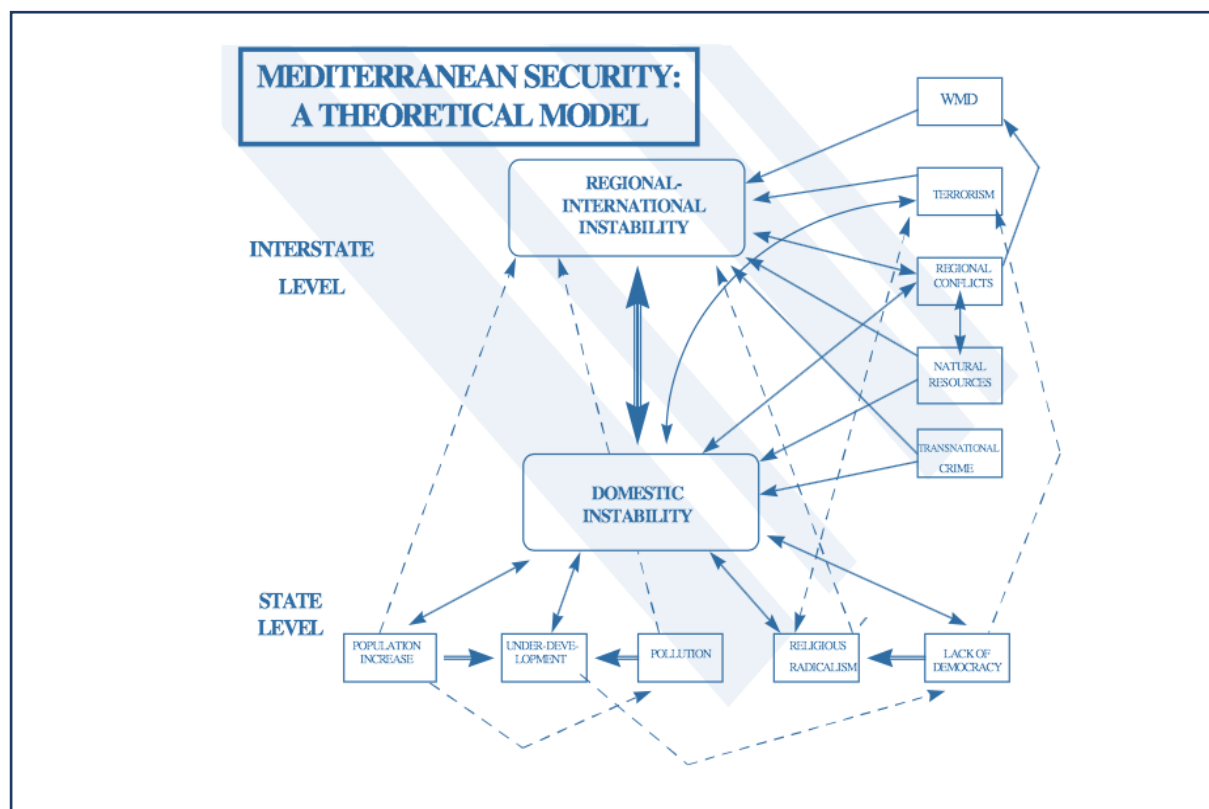 MEDITERRANEAN SECURITY:
A THEORETICAL MODEL
WMD
REGIONAL-
INTERNATIONAL
INSTABILITY
TERRORISM
INTERSTATE
LEVEL
REGIONAL
CONFLICTS
NATURAL
RESOURCES
TRANSNATIONAL
CRIME
DOMESTIC
INSTABILITY
STATE
LEVEL
POPULATION
INCREASE
UNDER-DEVE-
LOPMENT
POLLUTION
RELIGIOUS
RADICALISM
LACK OF
DEMOCRACY